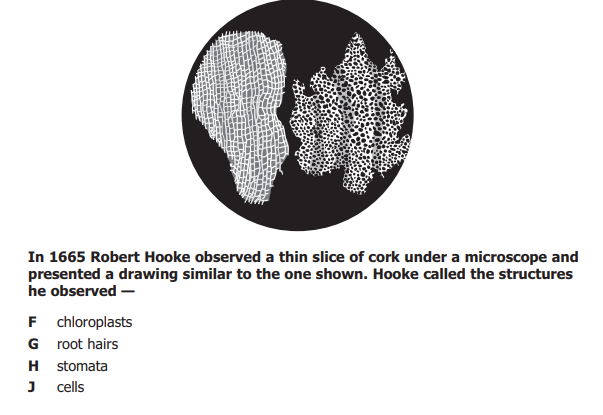 In 1665 Robert Hooke observed a thin slice of cork under a microscope and
presented a drawing similar to the one shown. Hooke called the structures
he observed —
F chloroplasts
G root hairs
H stomata
J cells